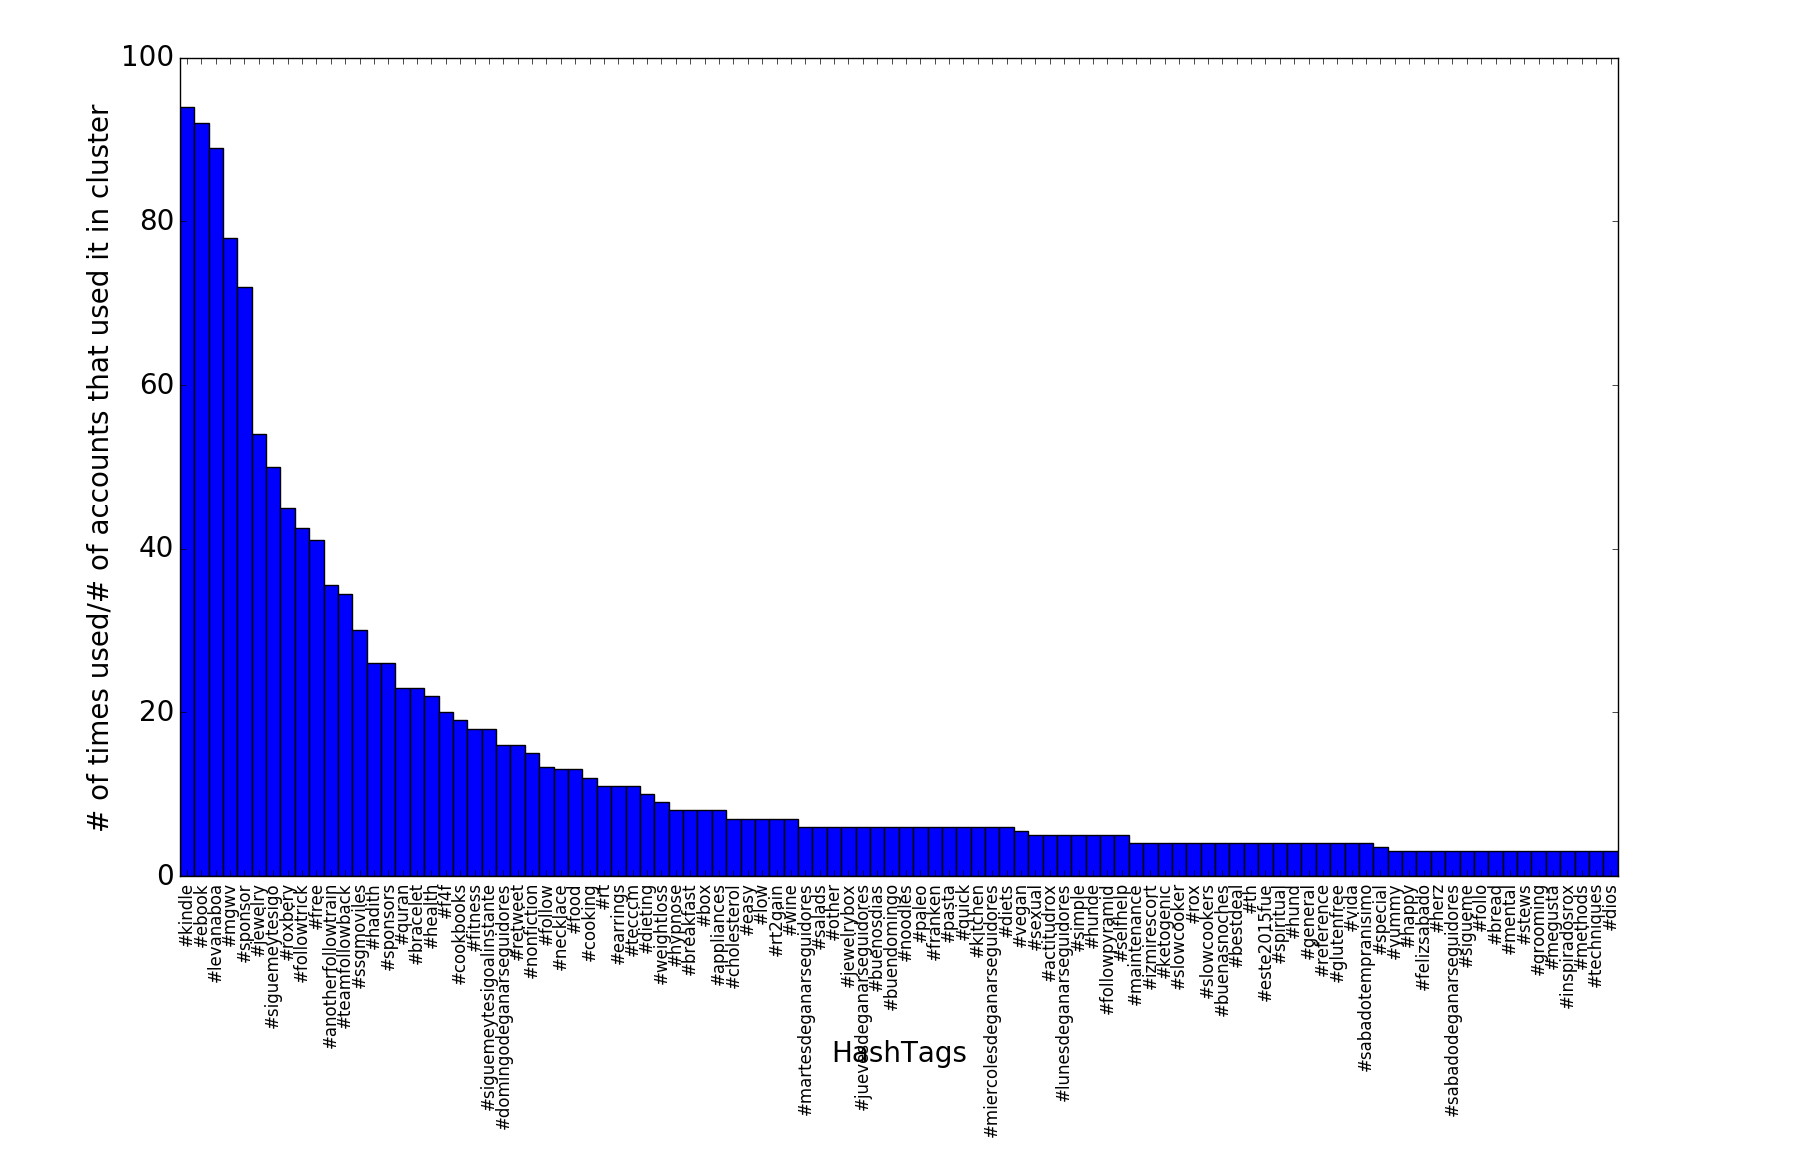 # of times used/# of accounts that used it in cluster
100
80
60
40
20
0
#kindle
#ebook
#levanaboa
#mgwv
#sponsor
#jewelry
#siguemeytesigo
#roxbery
#followtrick
#free
#anotherfollowtrain
#teamfollowback
#ssgmoviles
#hadith
#sponsors
#quran
#bracelet
#health
#f4f
#cookbooks
#fitness
#siguemeytesigoalinstante
#domingodeganarseguidores
#retweet
#nonfiction
#follow
#necklace
#food
#cooking
#rt
#earrings
#teccm
#dieting
#weightloss
#hypnose
#breakfast
#box
#appliances
#cholesterol
#easy
#low
#rt2gain
#wine
#martesdeganarseguidores
#salads
#other
#jewelrybox
#juevesdeganarseguidores
#buenosdias
#buendomingo
#noodles
#paleo
#franken
#pasta
#quick
#kitchen
#miercolesdeganarseguidores
#diets
#vegan
#sexual
#actitudrox
#lunesdeganarseguidores
#simple
#hunde
#followpyramid
#selfhelp
#maintenance
#izmirescort
#ketogenic
#slowcooker
#rox
#slowcookers
#buenasnoches
#bestdeal
#th
#este2015fue
#spiritual
#hund
#general
#reference
#glutenfree
#vida
#sabadotempranisimo
#special
#yummy
#happy
#felizsabado
#herz
#sabadodeganarseguidores
#sigueme
#follo
#bread
#mental
#stews
#grooming
#megusta
#inspiradosrox
#methods
#techniques
#dios
HashTags